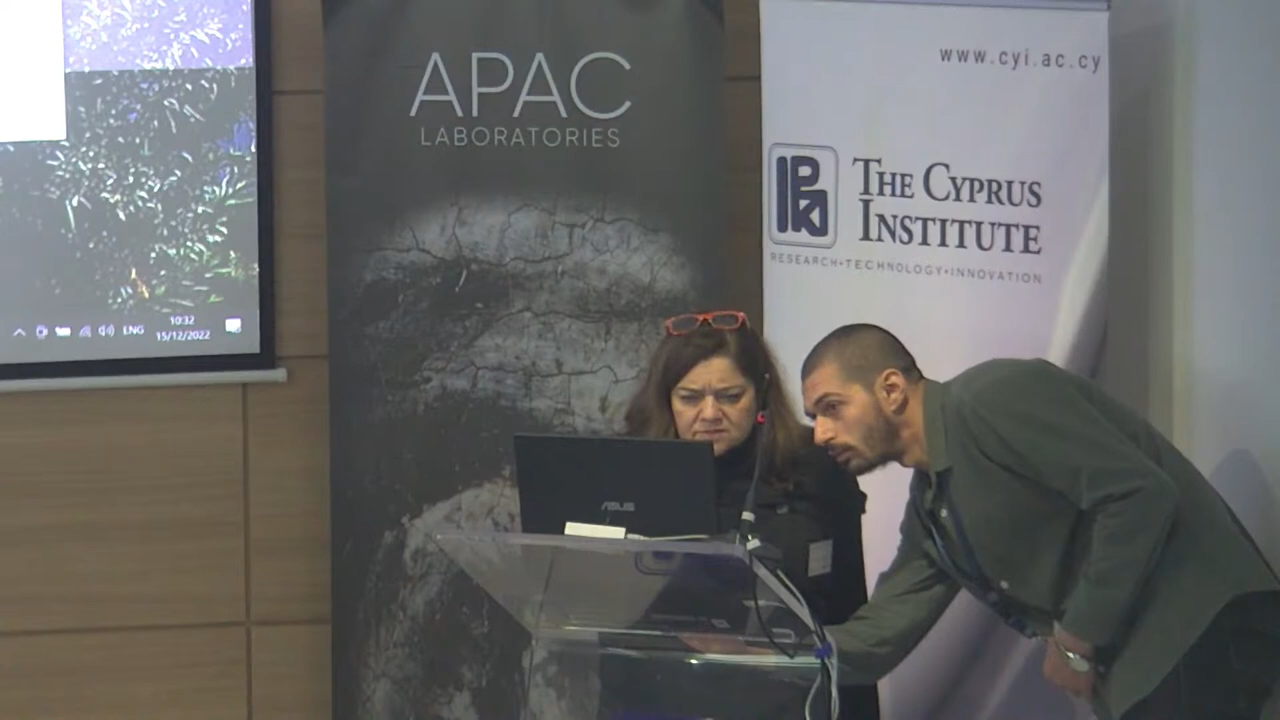 APAC
LABORATORIES
www.cyi.ac.cy
THE CYPRUS
INSTITUTE
RESEARCH•TECHNOLOGY•INNOVATION
ENG
10:32
15/12/2022
ASUS